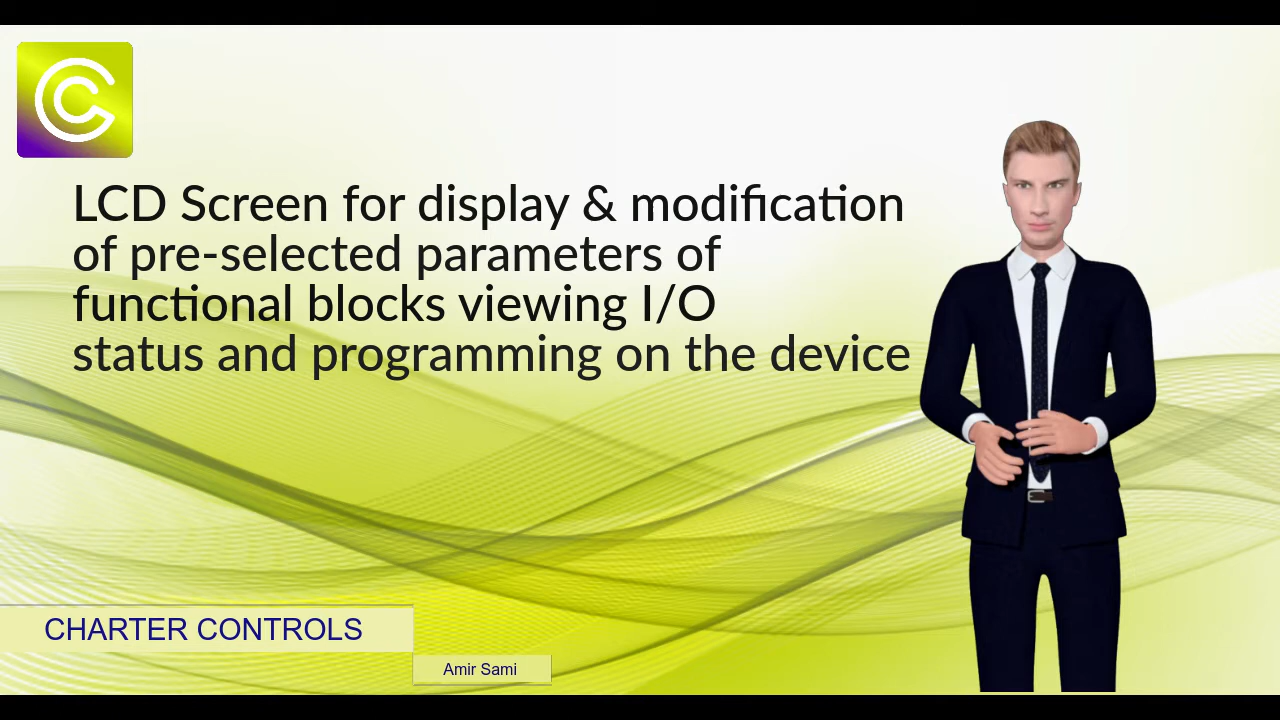 LCD Screen for display & modification
of pre-selected parameters of
functional blocks viewing I/O
status and programming on the device
CHARTER CONTROLS
Amir Sami